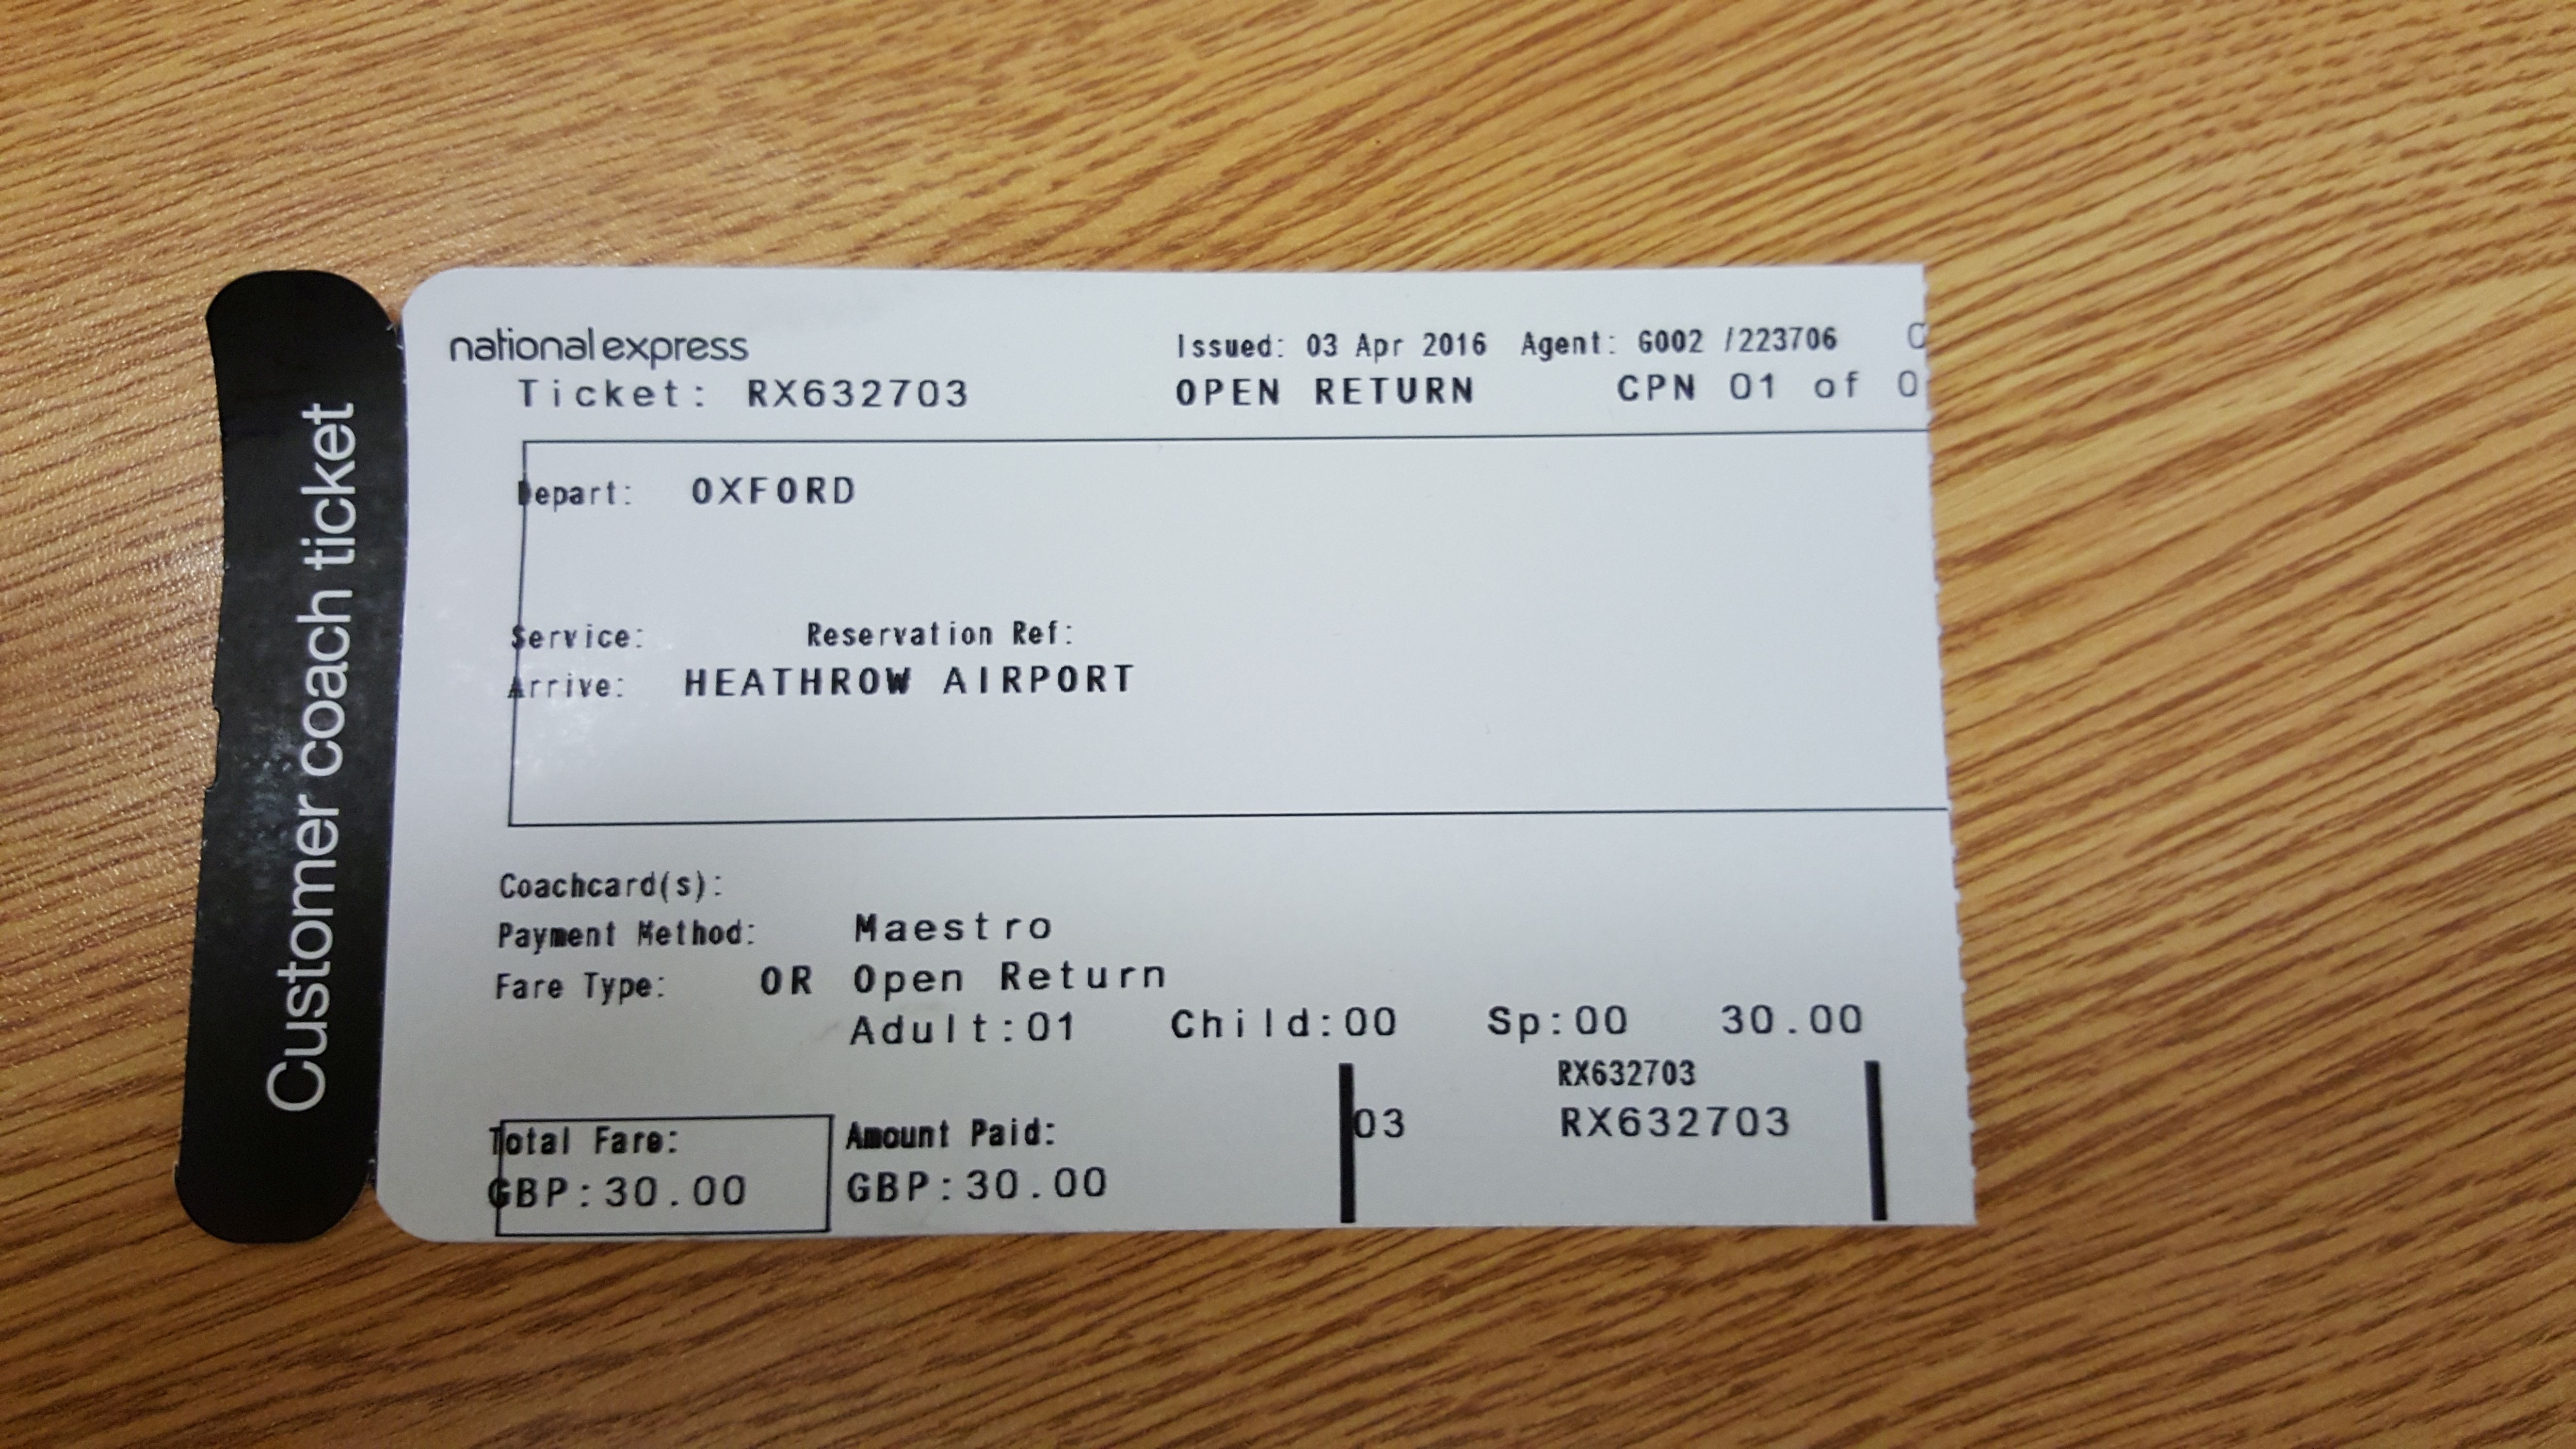 Customer coach ticket
national express
Issued: 03 Apr 2016 Agent: G002 /223706 C
Ticket: RX632703 OPEN RETURN CPN 01 of 0
Depart: OXFORD
Service: Reservation Ref:
Arrive: HEATHROW AIRPORT
Coachcard(s):
Payment Method: Maestro
Fare Type: OR Open Return
Adult:01 Child:00 Sp:00 30.00
RX632703
Total Fare: Amount Paid: 03 RX632703
GBP:30.00 GBP:30.00